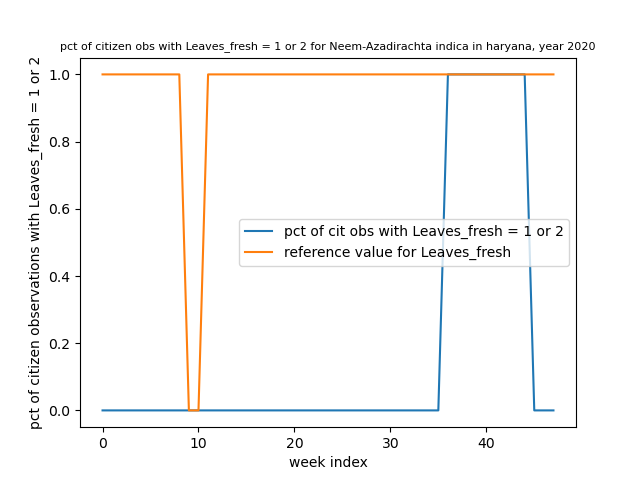 pct of citizen obs with Leaves_fresh = 1 or 2 for Neem-Azadirachta indica in haryana, year 2020
pct of citizen observations with Leaves_fresh = 1 or 2
1.0
0.8
0.6
0.4
0.2
0.0
pct of cit obs with Leaves_fresh = 1 or 2
reference value for Leaves_fresh
0 10 20 30 40
week index